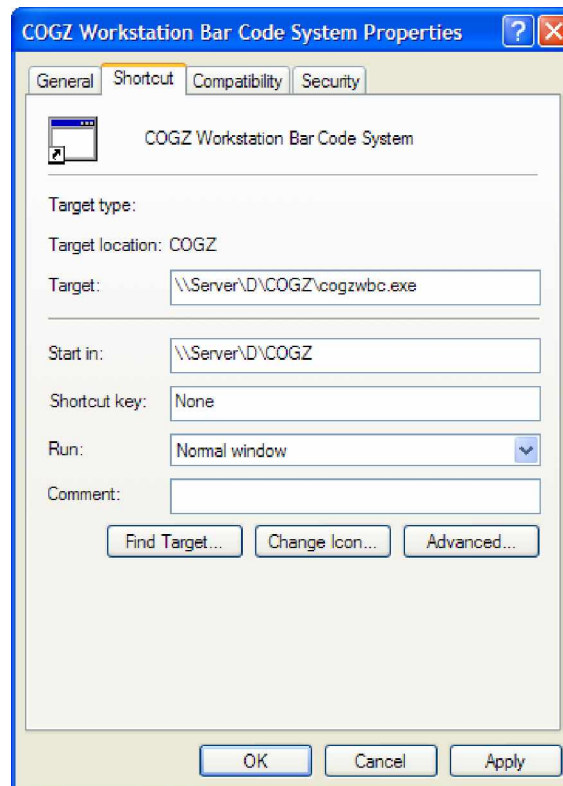 COGZ Workstation Bar Code System Properties
General Shortcut Compatibility Security
COGZ Workstation Bar Code System
Target type:
Target location: COGZ
Target: \\Server\D\COGZ\cogzwbc.exe
Start in: \\Server\D\COGZ
Shortcut key: None
Run: Normal window
Comment:
Find Target... Change Icon... Advanced...
OK Cancel Apply